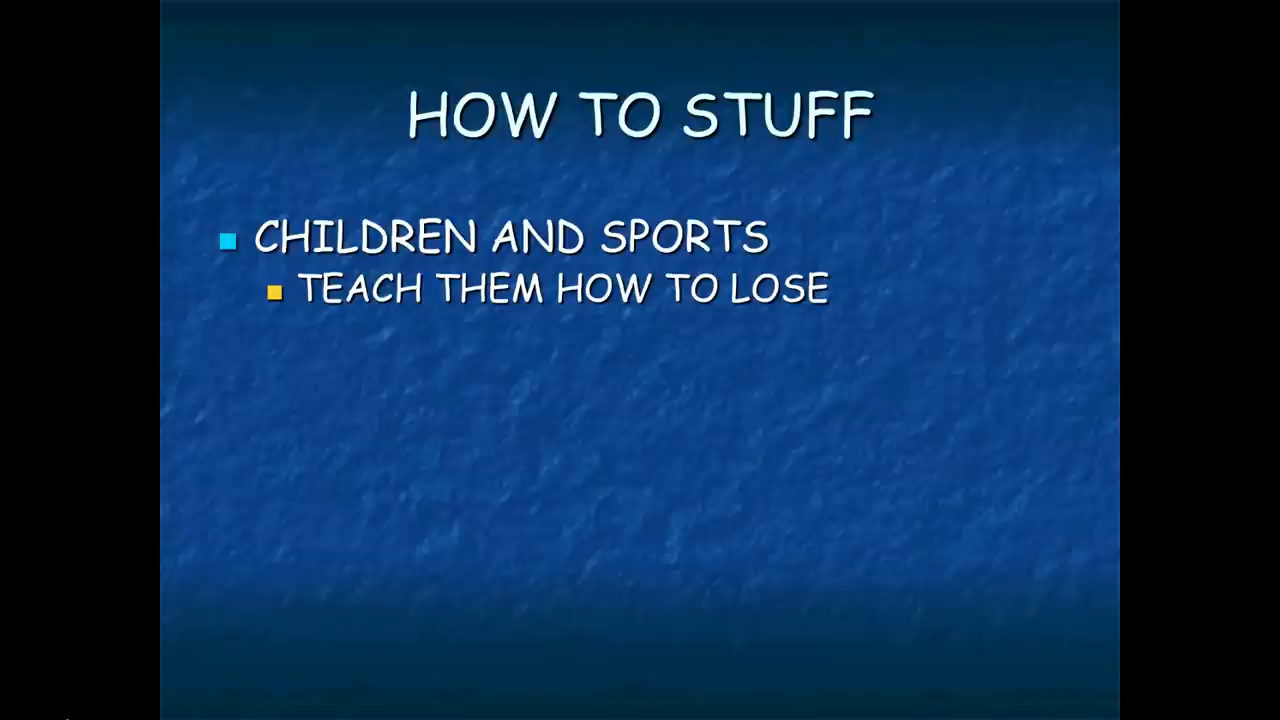 HOW TO STUFF
CHILDREN AND SPORTS
TEACH THEM HOW TO LOSE